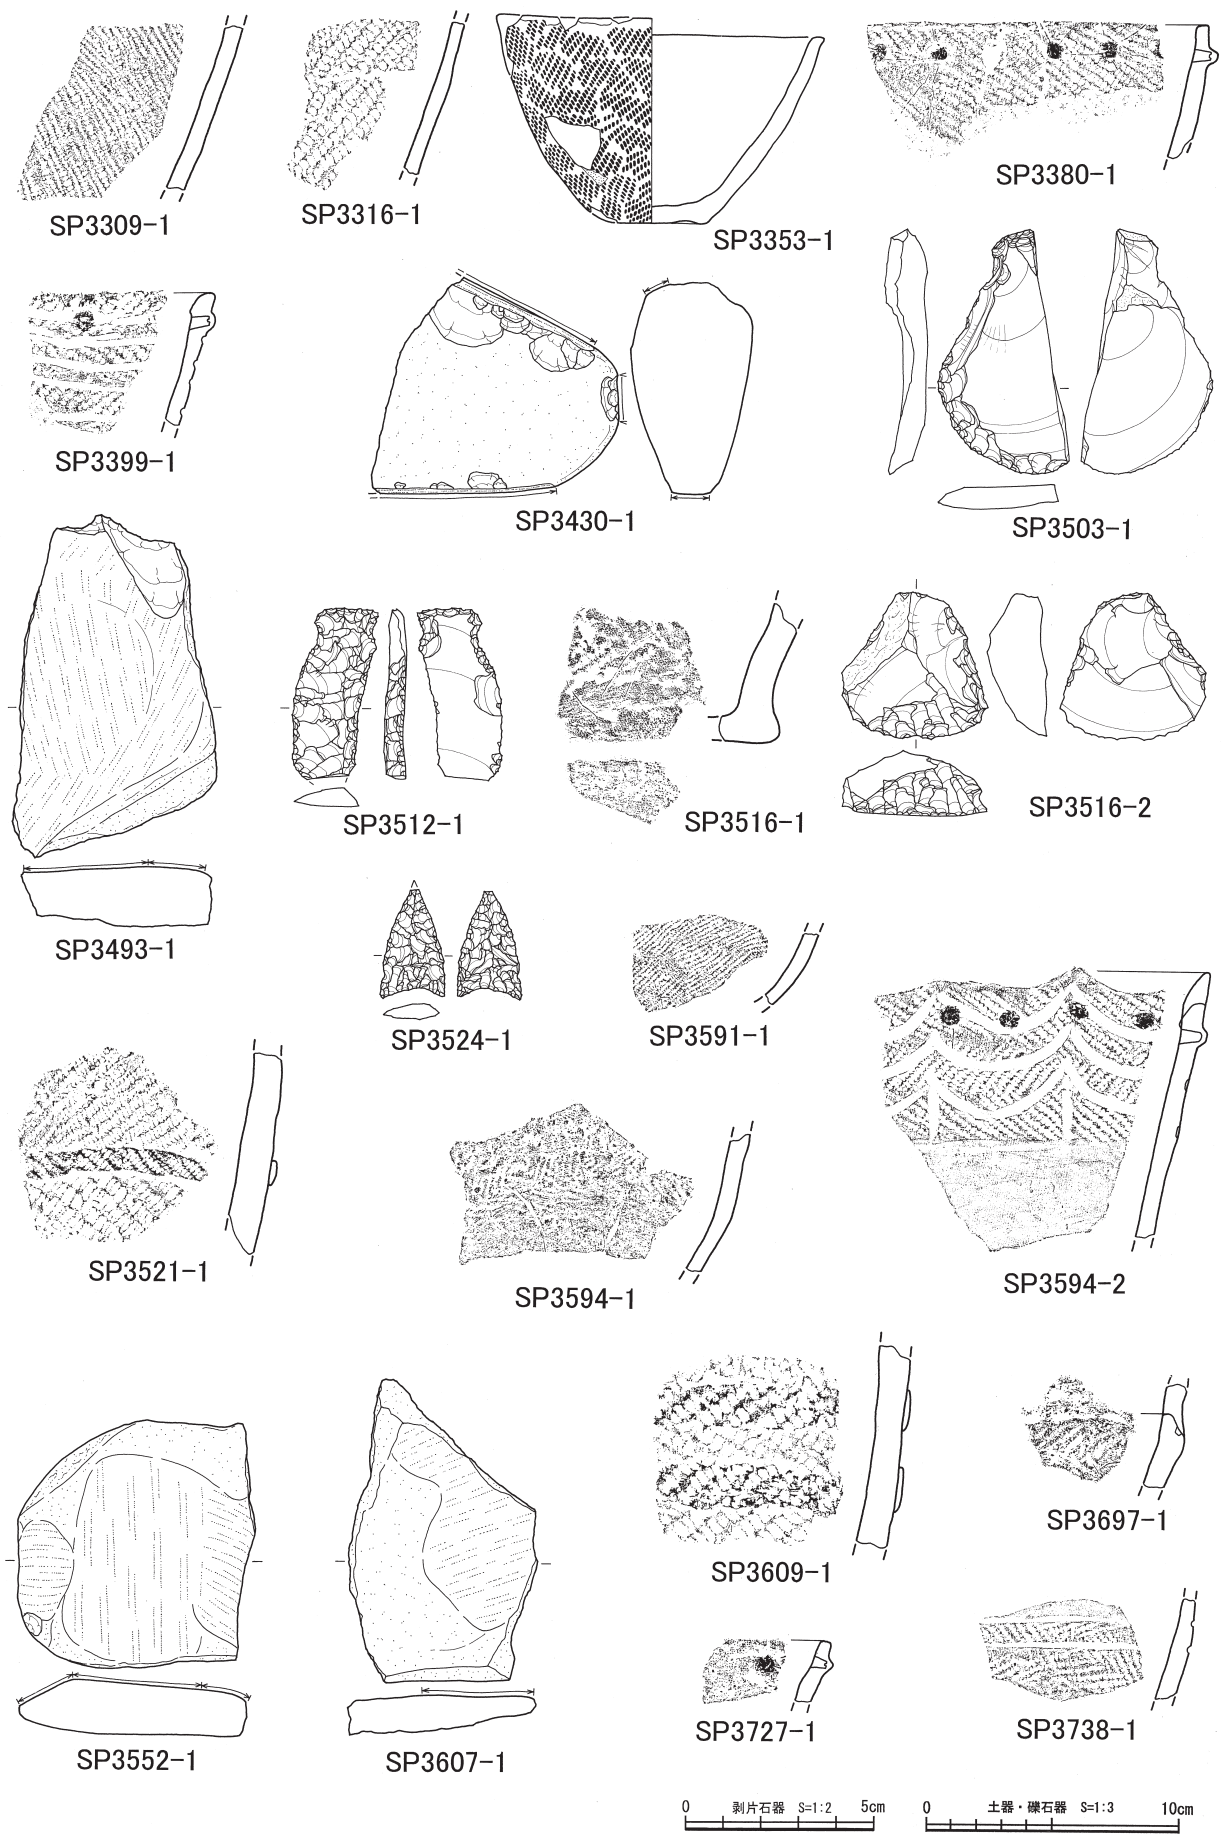 SP3309-1
SP3316-1
SP3353-1
SP3380-1
SP3399-1
SP3430-1
SP3503-1
SP3493-1
SP3512-1
SP3516-1
SP3516-2
SP3524-1
SP3591-1
SP3521-1
SP3594-1
SP3594-2
SP3552-1
SP3607-1
SP3609-1
SP3697-1
SP3727-1
SP3738-1
0 剥片石器 S=1:2 5cm
0 土器・礫石器 S=1:3 10cm